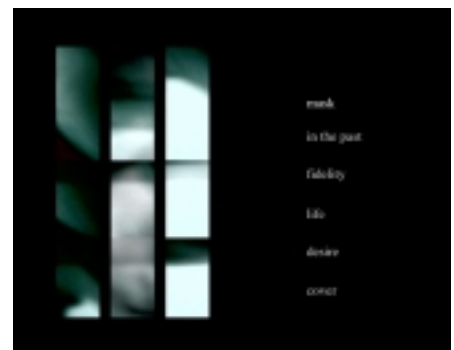 mask
in the past
fidelity
life
desire
cover